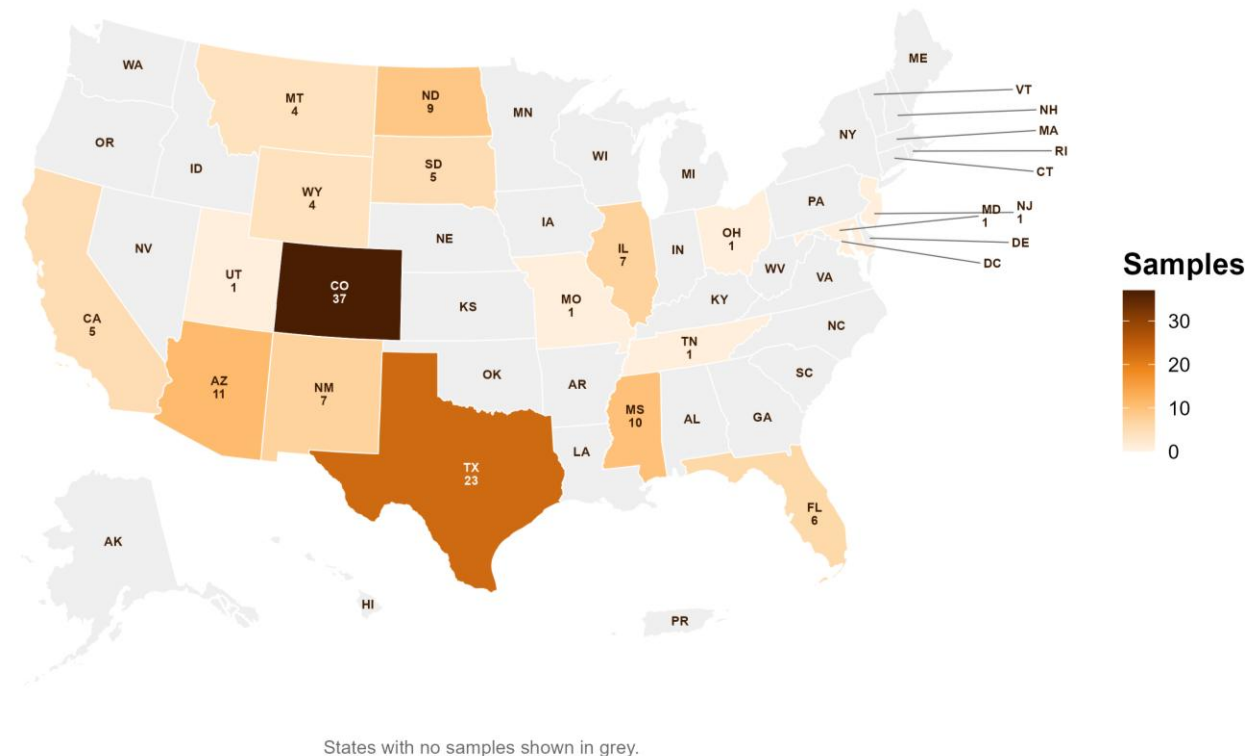 ME
WA
VT
MT
4
ND
9
NH
MN
MA
NY
OR
RI
WI
SD
5
ID
CT
MI
WY
4
PA
MD
1
NJ
1
IA
OH
1
NE
DE
NV
IL
7
IN
DC
UT
1
WV
VA
Samples
CO
37
MO
1
KY
KS
CA
5
NC
30
TN
1
20
SC
OK
AR
AZ
11
NM
7
10
MS
10
AL
GA
0
LA
TX
23
FL
6
AK
HI
PR
States with no samples shown in grey.